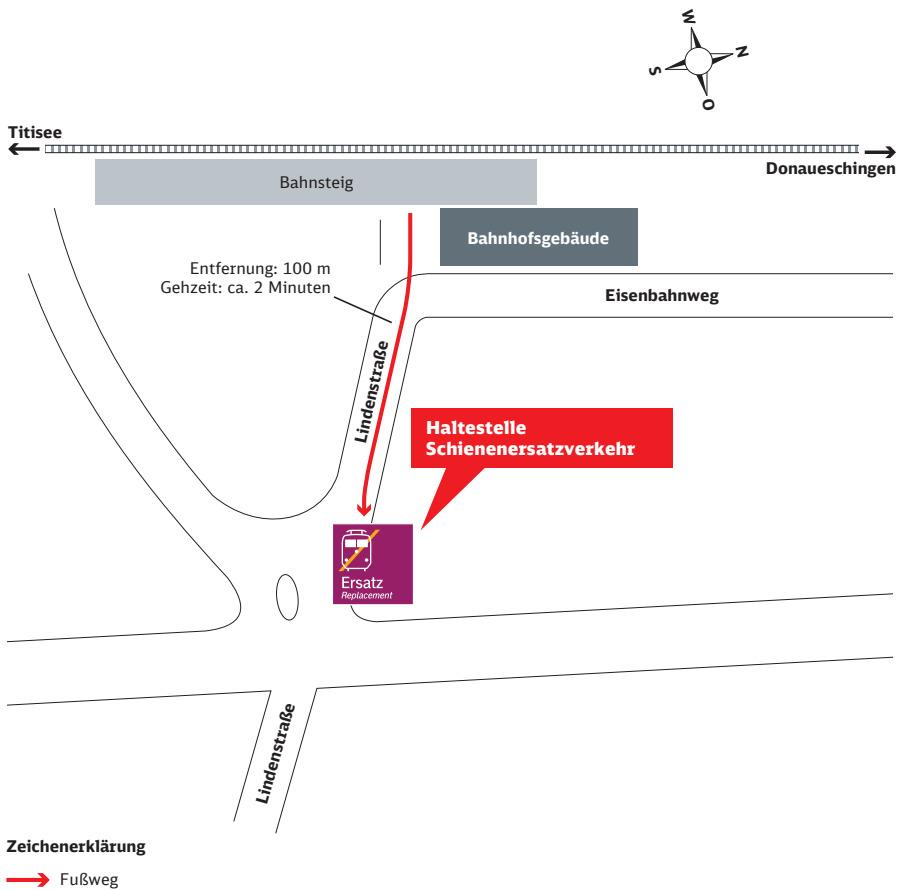 W
N
S
O
Titisee
Donaueschingen
Bahnsteig
Bahnhofsgebäude
Entfernung: 100 m
Gehzeit: ca. 2 Minuten
Eisenbahnweg
Lindenstraße
Haltestelle
Schienenersatzverkehr
Ersatz
Replacement
Lindenstraße
Zeichenerklärung
Fußweg